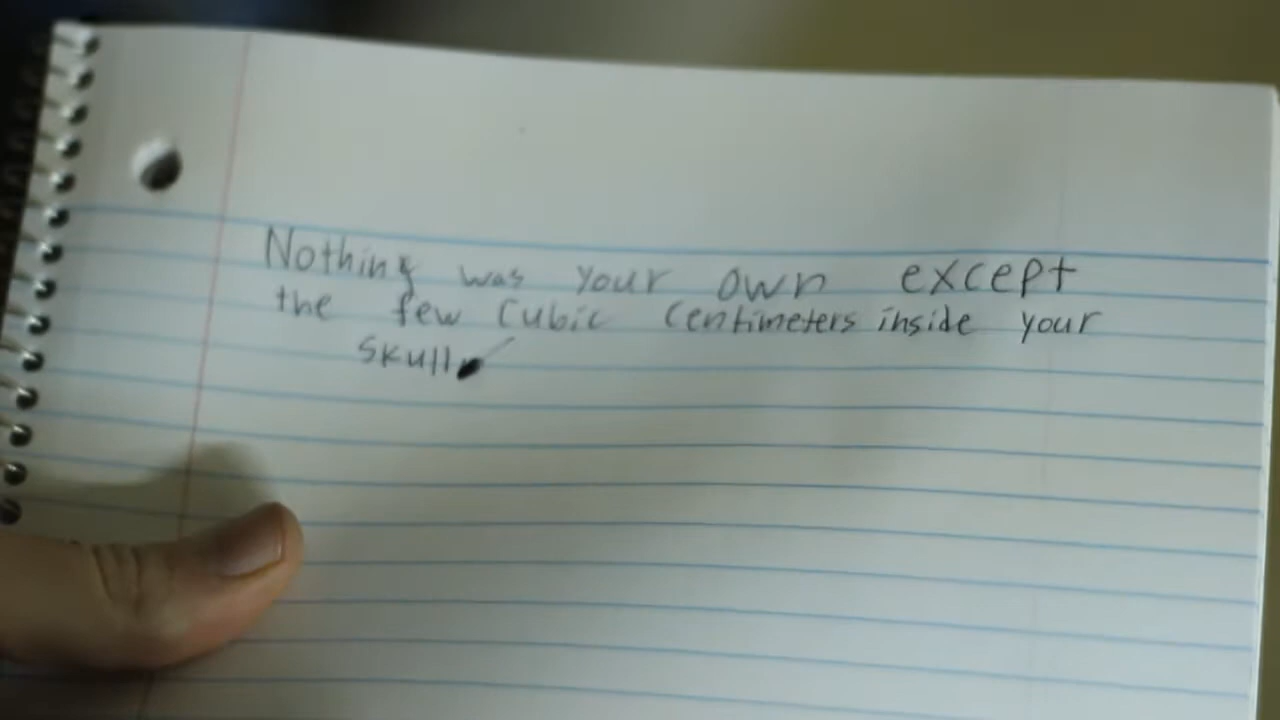 Nothing was your own except
the few Cubic Centimeters inside your
skull.